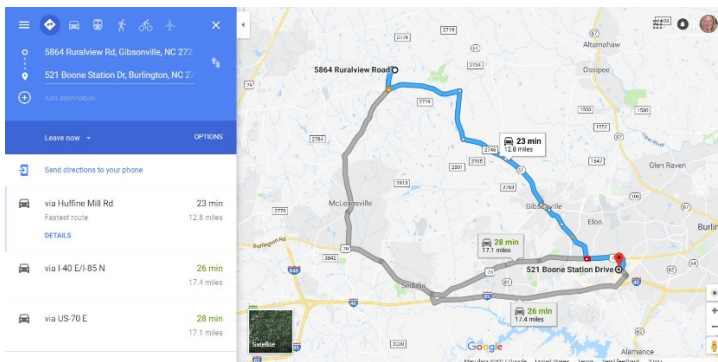 5864 Ruralview Rd, Gibsonville, NC 272
521 Boone Station Dr, Burlington, NC 27
Add destination
Leave now
OPTIONS
Send directions to your phone
via Huffine Mill Rd 23 min
Fastest route 12.8 miles
DETAILS
via I-40 E/I-85 N 26 min
17.4 miles
via US-70 E 28 min
17.1 miles
5864 Ruralview Road
Altamahaw
Ossipee
23 min
12.8 miles
Glen Raven
McLeansville
Gibsonville
Elon
28 min
17.1 miles
Burlin
521 Boone Station Drive
Sedalia
26 min
17.4 miles
Satellite
Google
Alamance